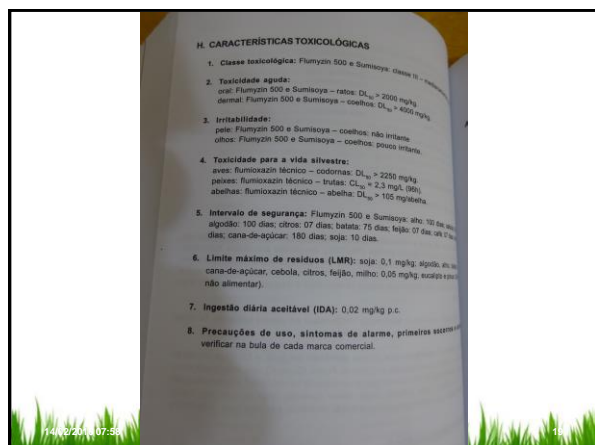 H. CARACTERÍSTICAS TOXICOLÓGICAS
1. Classe toxicológica: Flumyzin 500 e Sumisoya: classe III –
2. Toxicidade aguda:
oral: Flumyzin 500 e Sumisoya – ratos: DL50 > 2000 mg/kg.
dermal: Flumyzin 500 e Sumisoya – coelhos: DL50 > 4000 mg/kg.
3. Irritabilidade:
pele: Flumyzin 500 e Sumisoya – coelhos: não irritante.
olhos: Flumyzin 500 e Sumisoya – coelhos: pouco irritante.
4. Toxicidade para a vida silvestre:
aves: flumioxazin técnico – codornas: DL50 > 2250 mg/kg.
peixes: flumioxazin técnico – trutas: CL50 = 2,3 mg/L (96h).
abelhas: flumioxazin técnico – abelha: DL50 > 105 mg/abelha.
5. Intervalo de segurança: Flumyzin 500 e Sumisoya: alho: 100 dias;
algodão: 100 dias; citros: 07 dias; batata: 75 dias; feijão: 07 dias; café: 07
dias; cana-de-açúcar: 180 dias; soja: 10 dias.
6. Limite máximo de resíduos (LMR): soja: 0,1 mg/kg; algodão, alho,
cana-de-açúcar, cebola, citros, feijão, milho: 0,05 mg/kg, eucalipto e
não alimentar).
7. Ingestão diária aceitável (IDA): 0,02 mg/kg p.c.
8. Precauções de uso, sintomas de alarme, primeiros
verificar na bula de cada marca comercial.
07:58